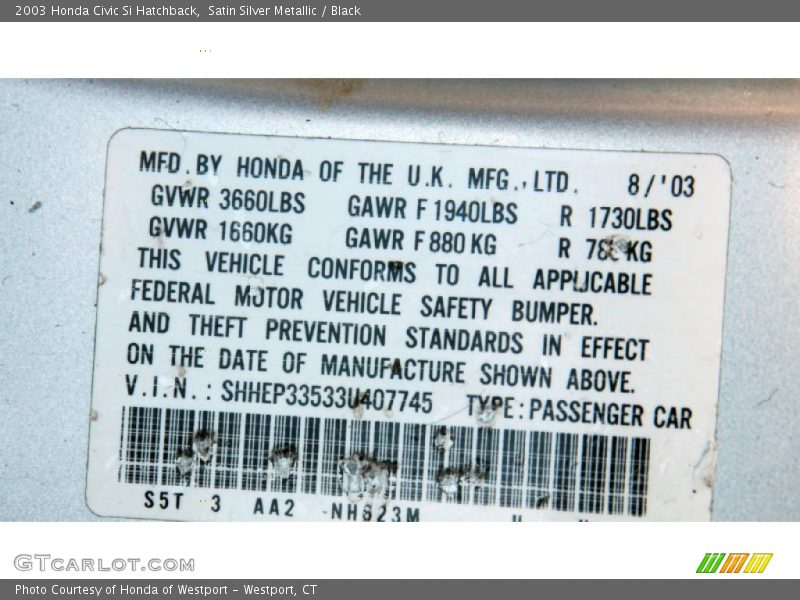 2003 Honda Civic Si Hatchback,  Satin Silver Metallic / Black
MFD. BY HONDA OF THE U.K. MFG., LTD. 8/'03
GVWR 3660LBS GAWR F 1940LBS R 1730LBS
GVWR 1660KG GAWR F 880 KG R KG
THIS VEHICLE CONFORMS TO ALL APPLICABLE
FEDERAL MOTOR VEHICLE SAFETY BUMPER.
AND THEFT PREVENTION STANDARDS IN EFFECT
ON THE DATE OF MANUFACTURE SHOWN ABOVE.
V.I.N.: SHHEP33533U407745 TYPE: PASSENGER CAR
S5T 3 AA2 -NH623M
GTCARLOT.COM
Photo Courtesy of Honda of Westport - Westport, CT